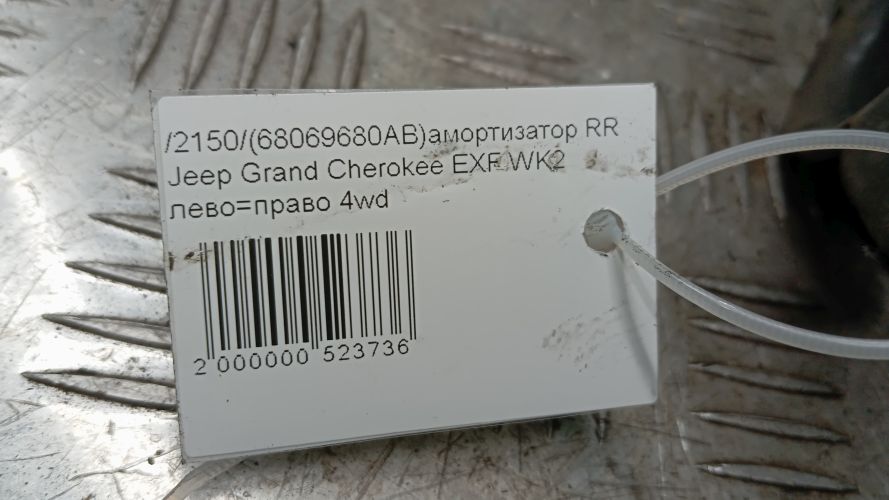 /2150/(68069680AB)амортизатор RR
Jeep Grand Cherokee EXF WK2
лево=право 4wd
2 000000 523736